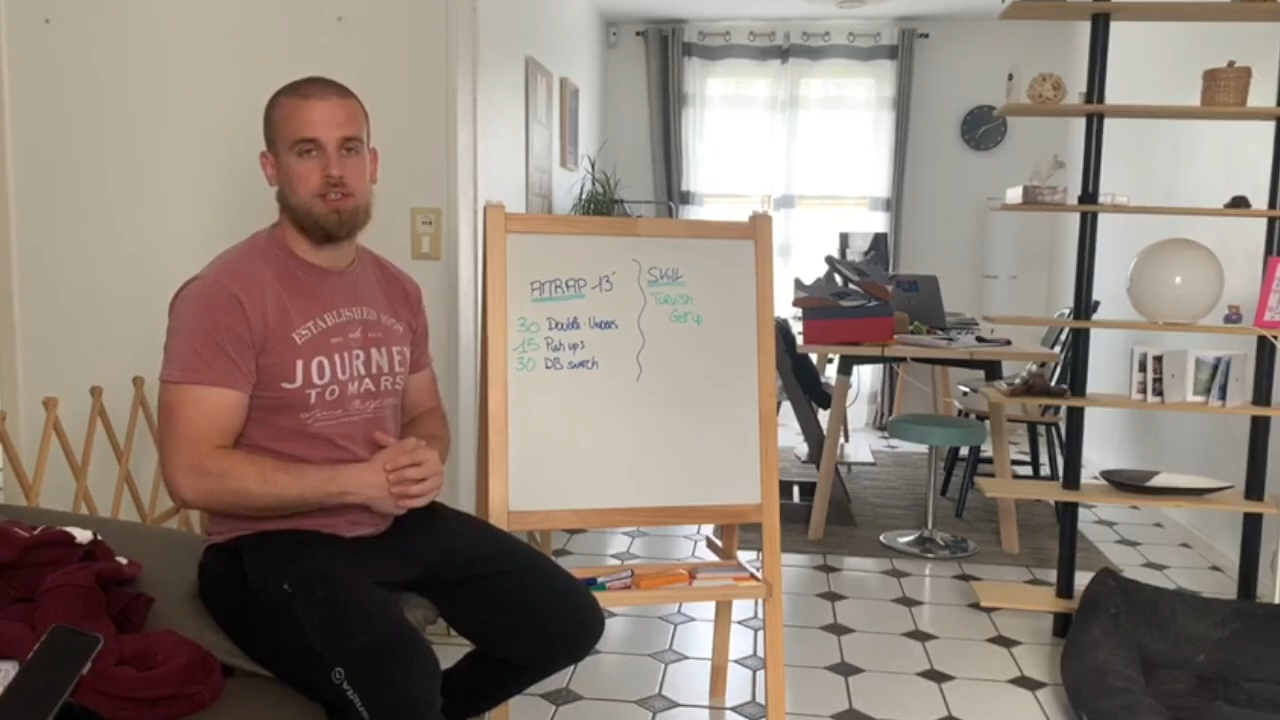 ESTABLISHED
JOURNEY
TO MARS
AMRAP 13'
30 Double-Unders
15 Push ups
30 DB snatch
SKILL
Turkish
Get up